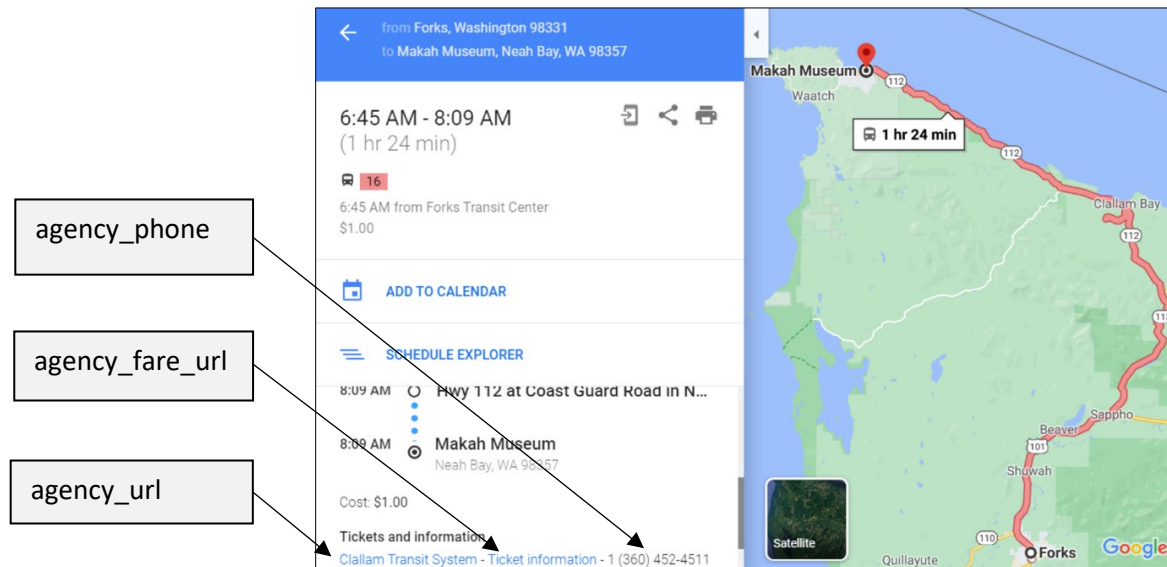 agency_phone
agency_fare_url
agency_url
from Forks, Washington 98331
to Makah Museum, Neah Bay, WA 98357
6:45 AM - 8:09 AM
(1 hr 24 min)
16
6:45 AM from Forks Transit Center
$1.00
ADD TO CALENDAR
SCHEDULE EXPLORER
8:09 AM Hwy 112 at Coast Guard Road in N...
8:09 AM Makah Museum
Neah Bay, WA 98357
Cost: $1.00
Tickets and information
Clallam Transit System - Ticket information - 1 (360) 452-4511
Makah Museum
112
Waatch
1 hr 24 min
112
Clallam Bay
112
113
Sappho
Beaver
101
Shuwah
110
Forks
Quillayute
Satellite
Google